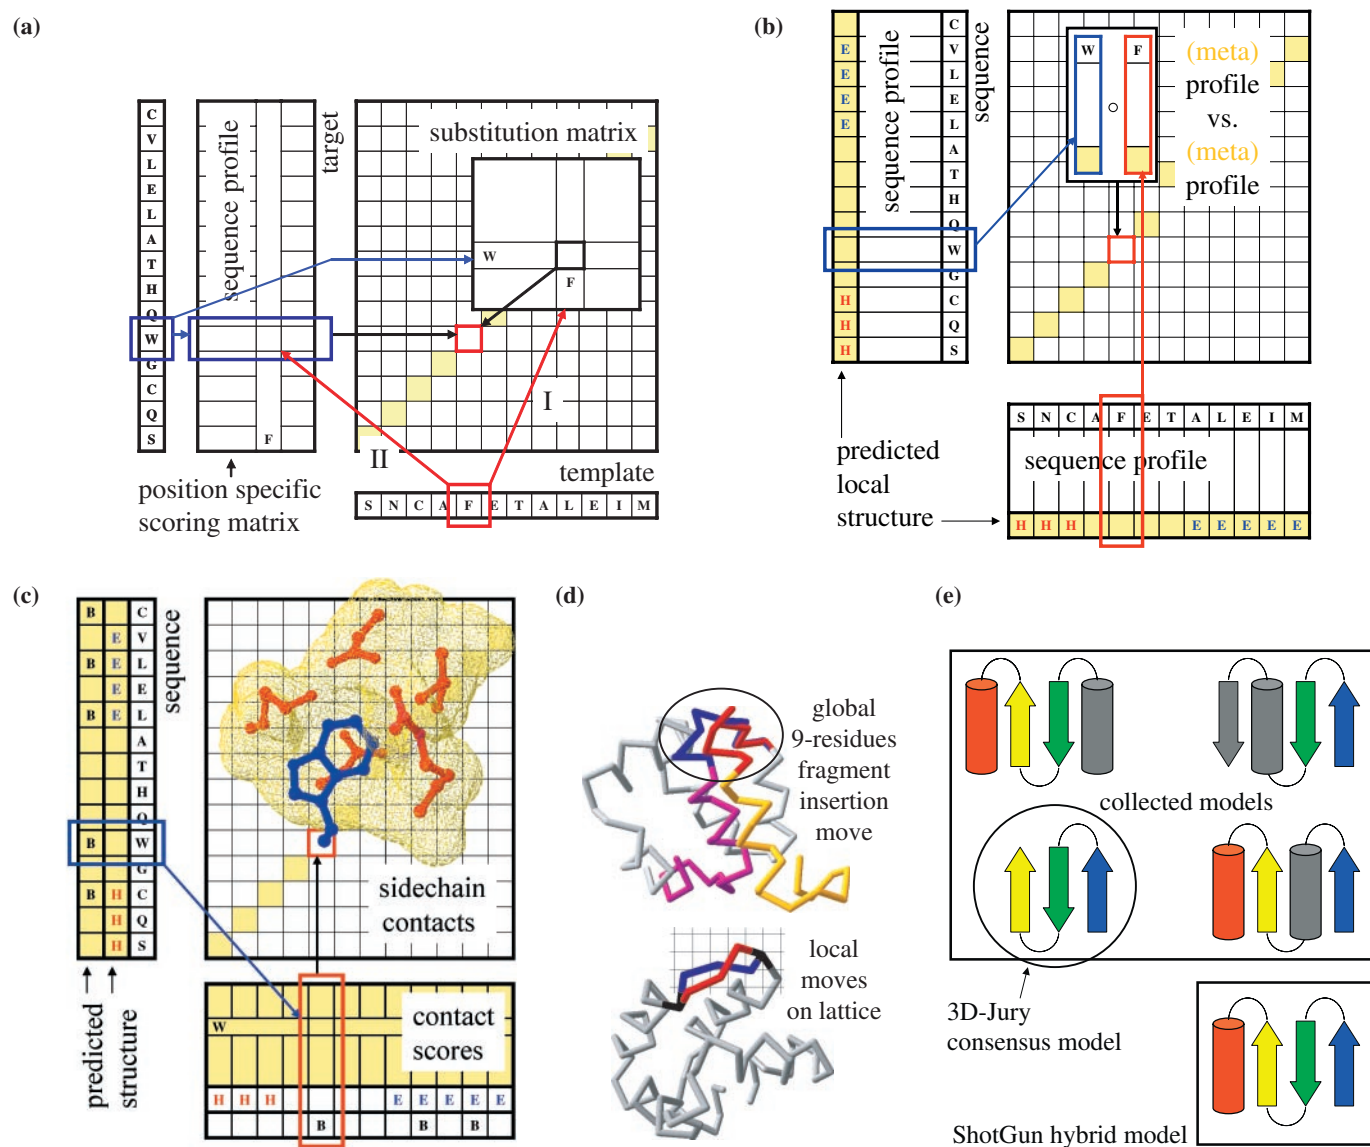 (a)
C
V
L
E
L
A
T
H
Q
W
G
C
Q
S
sequence profile
F
target
substitution matrix
W
F
I
II
template
position specific
scoring matrix
S N C A F E T A L E I M
(b)
E
E
E
E
H
H
H
sequence profile
C
V
L
E
L
A
T
H
Q
W
G
C
Q
S
sequence
W F
(meta)
profile
vs.
(meta)
profile
predicted
local
structure
S N C A F E T A L E I M
sequence profile
H H H E E E E E
(c)
B C
E V
B E L
E E
B E L
A
T
H
Q
B W
G
B H C
H Q
H S
sequence
sidechain
contacts
predicted
structure
W
contact
scores
H H H E E E E E
B B B
(d)
global
9-residues
fragment
insertion
move
local
moves
on lattice
(e)
collected models
3D-Jury
consensus model
ShotGun hybrid model